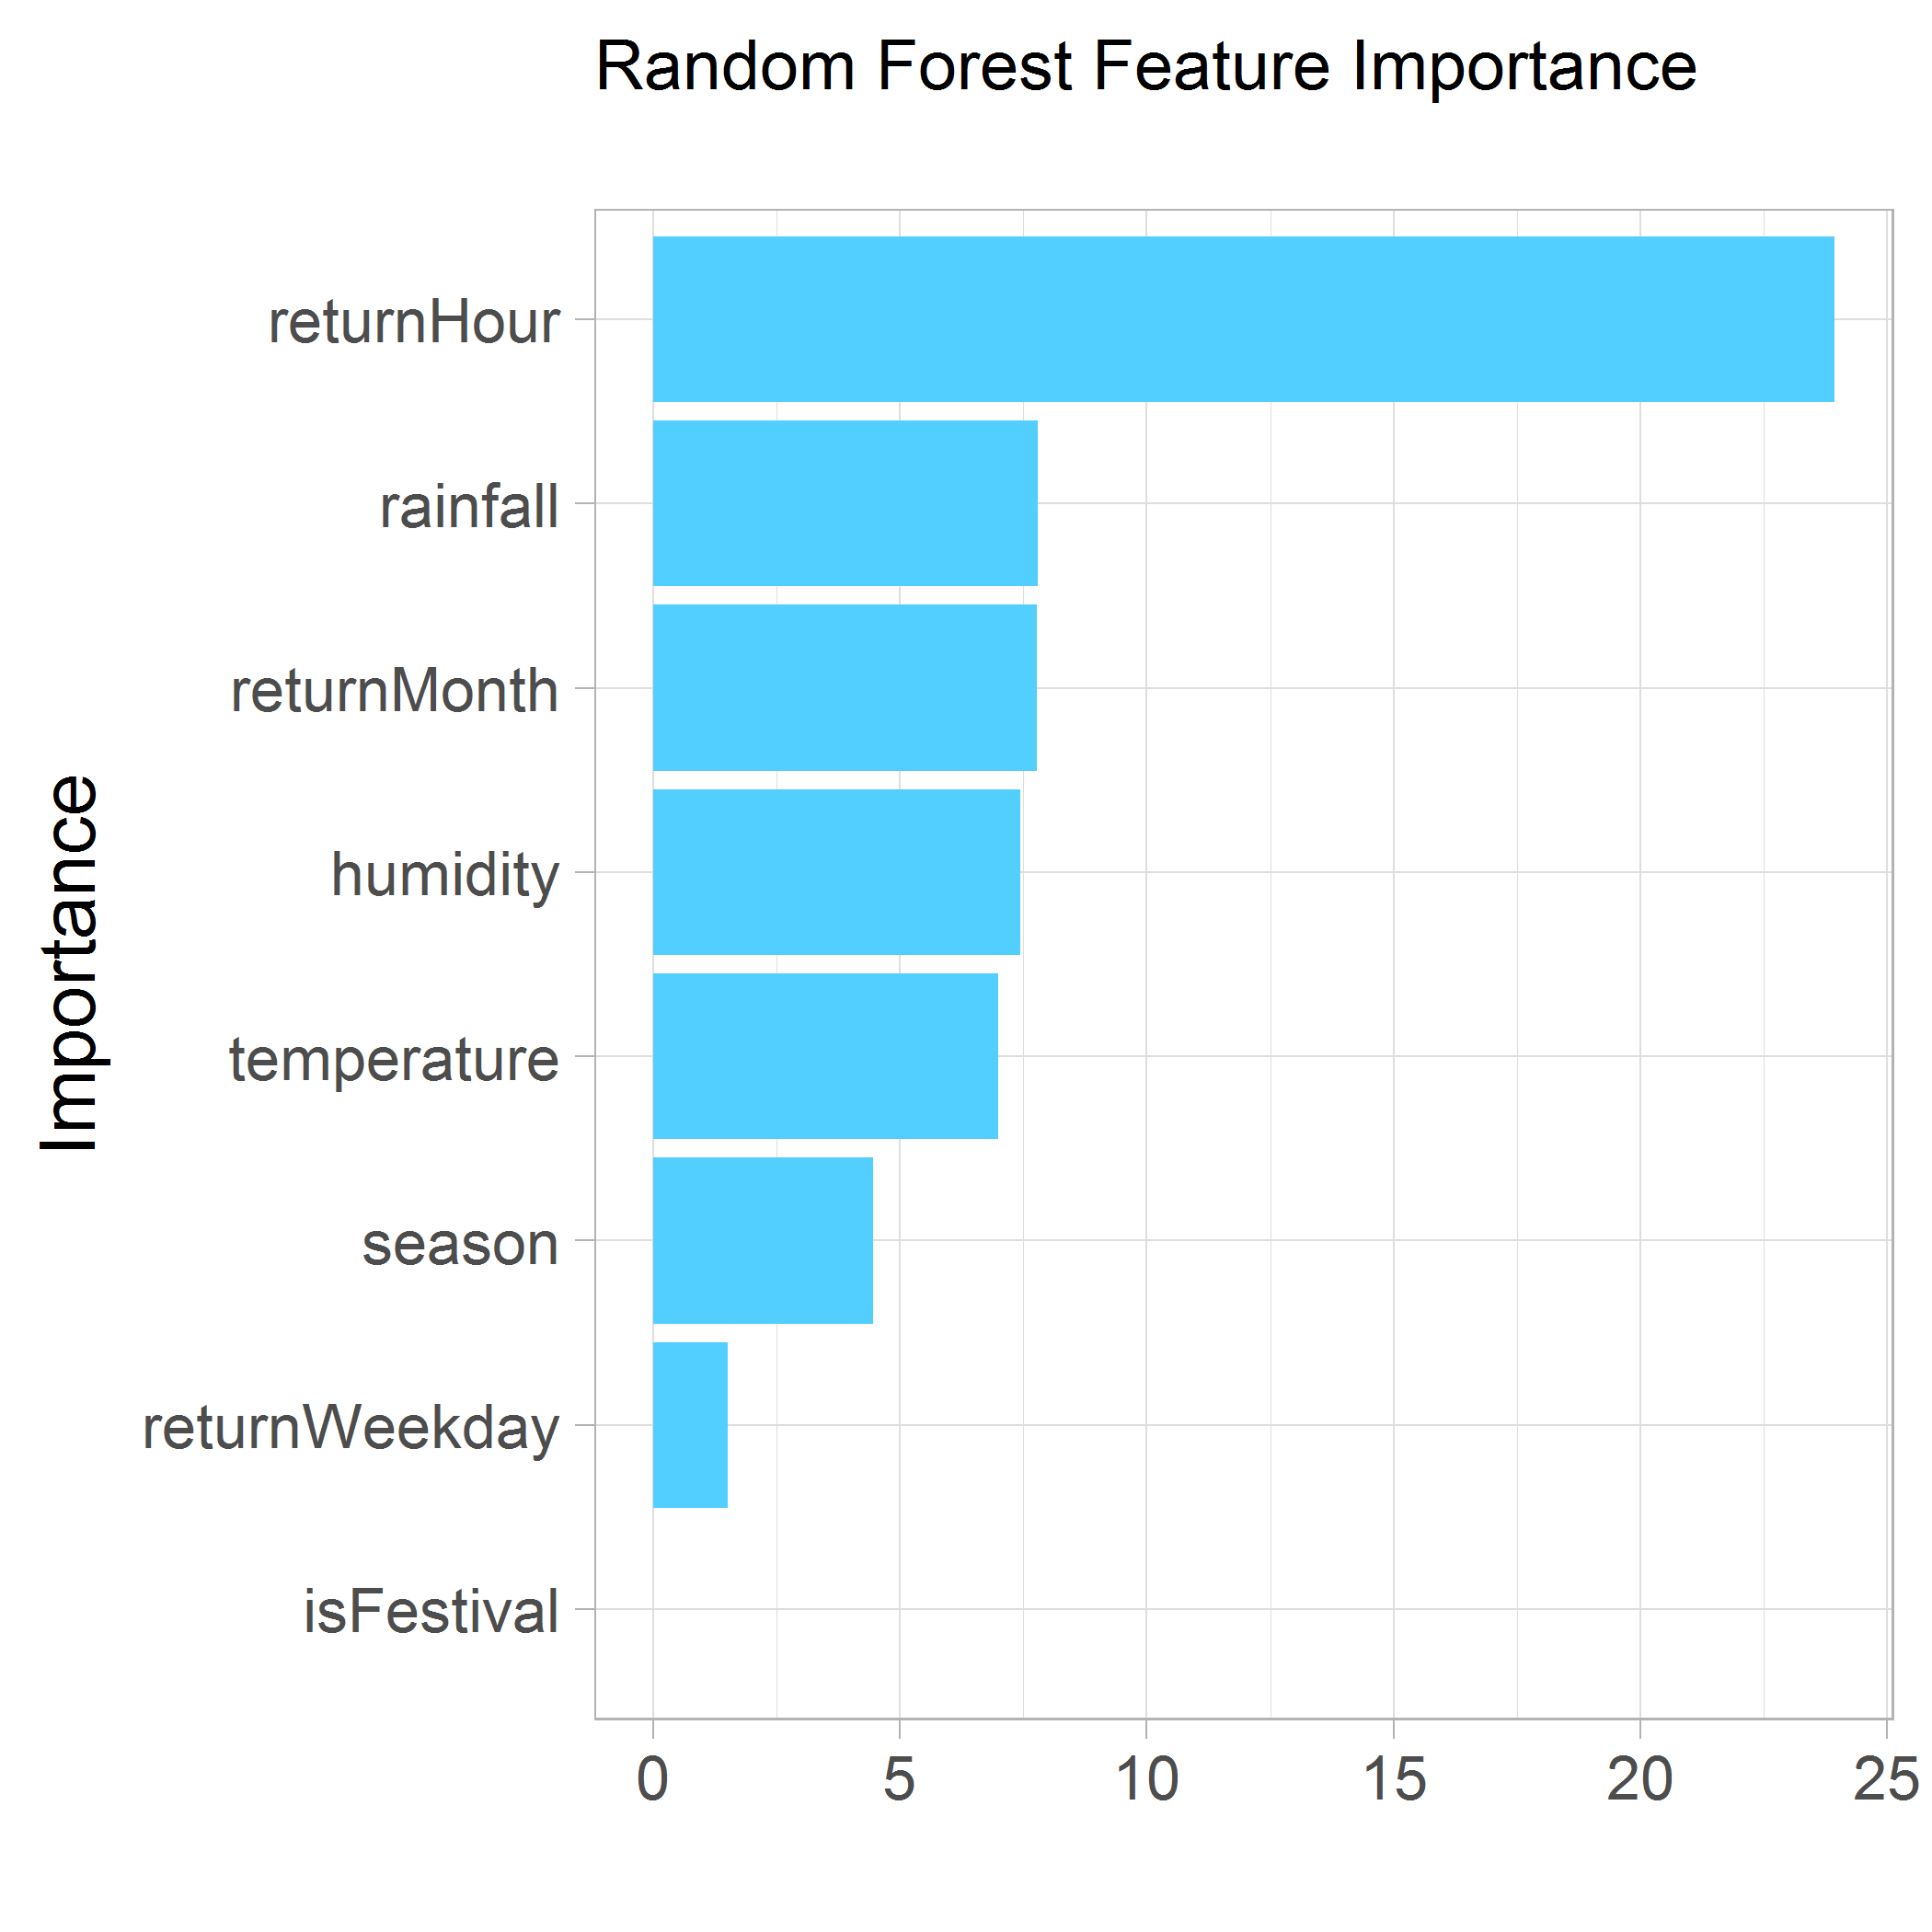 Random Forest Feature Importance
returnHour
rainfall
returnMonth
humidity
temperature
season
returnWeekday
isFestival
Importance
0 5 10 15 20 25